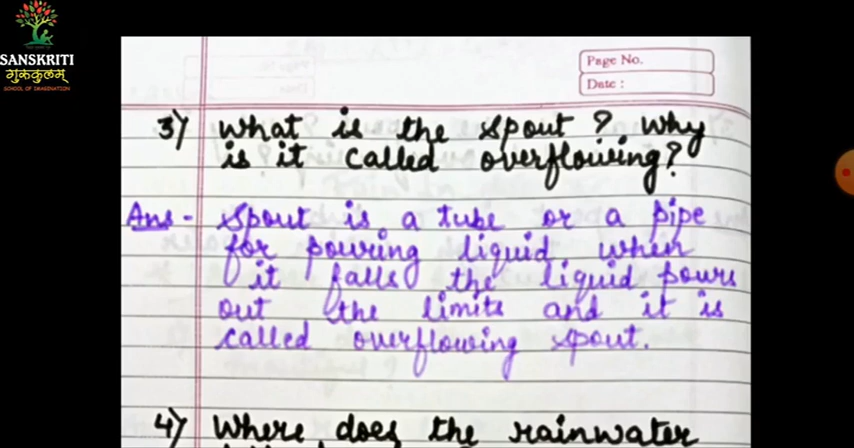 SANSKRITI
गुरुकुलम्
SCHOOL OF IMAGINATION
Page No.
Date :
3) What is the spout ? Why
is it called overflowing?
Ans - Spout is a tube or a pipe
for pouring liquid when
it falls the liquid pours
out the limits and it is
called overflowing spout.
4) Where does the rainwater